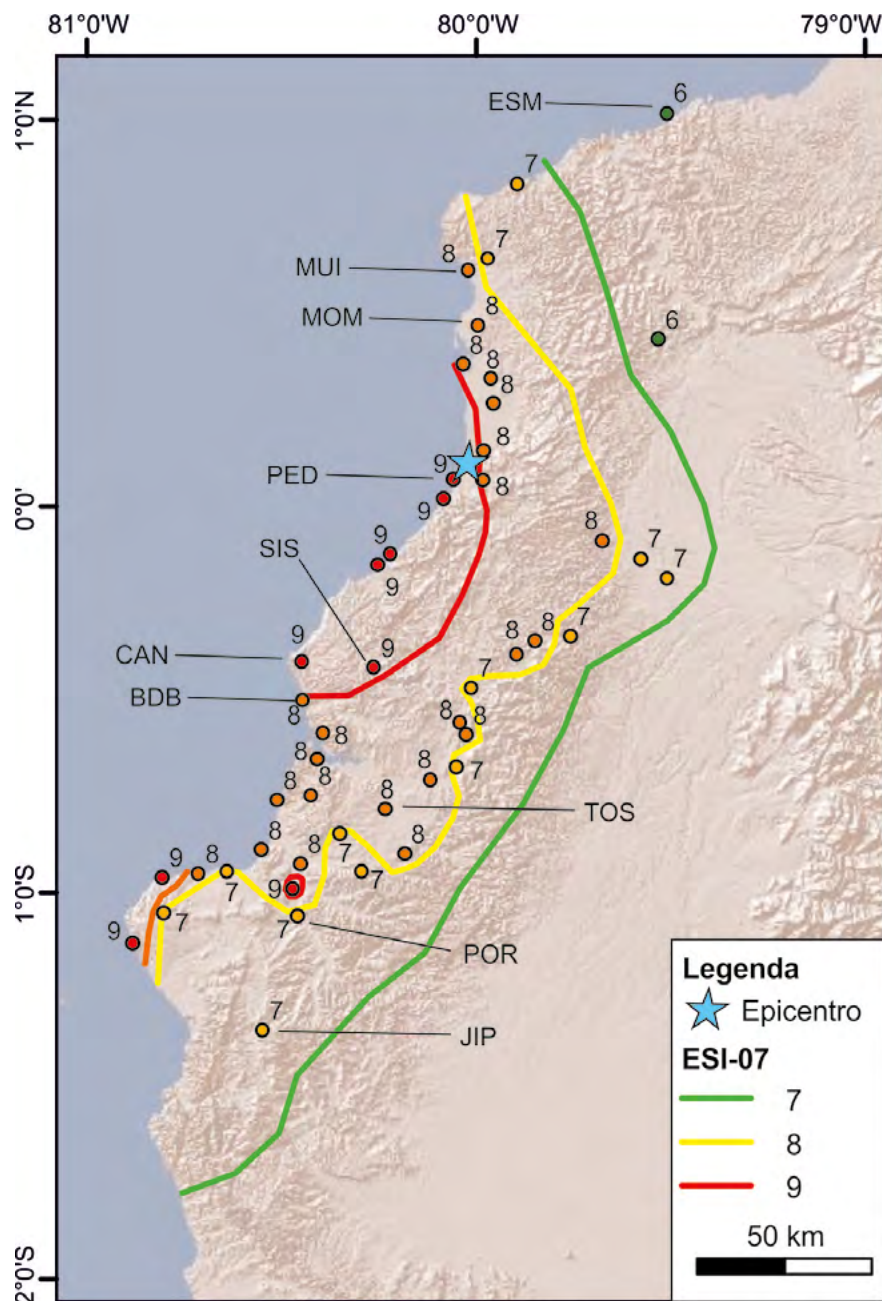 81°0'W 80°0'W 79°0'W
ESM 6
1°0'N
7
7
8
MUI
MOM 8
8 8
6
8
8
PED 9
8
9
0°0'
SIS 9
8
7
7
9
8 8 7
CAN 9 9
7
BDB
8
8 8
8
8
8 7
8 8
8
TOS
8 8 7 8
9 8 7 9 7
7
9 7 POR
7
JIP
1°0'S
2°0'S
Legenda
Epicentro
ESI-07
7
8
9
50 km